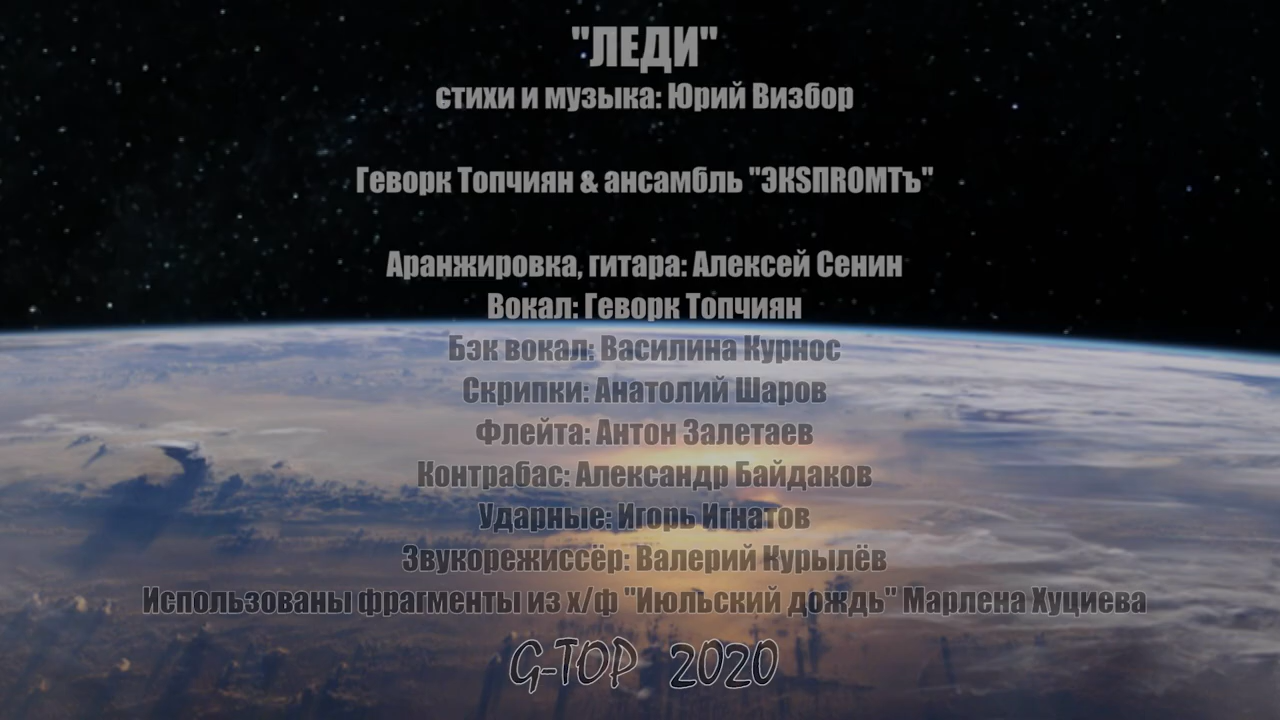 "ЛЕДИ"
стихи и музыка: Юрий Визбор
Геворк Топчиян & ансамбль "ЭКSПROMTъ"
Аранжировка, гитара: Алексей Сенин
Вокал: Геворк Топчиян
Бэк вокал: Василина Курнос
Скрипки: Анатолий Шаров
Флейта: Антон Залетаев
Контрабас: Александр Байдаков
Ударные: Игорь Игнатов
Звукорежиссёр: Валерий Курылёв
Использованы фрагменты из х/ф "Июльский дождь" Марлена Хуциева
G-TOP 2020